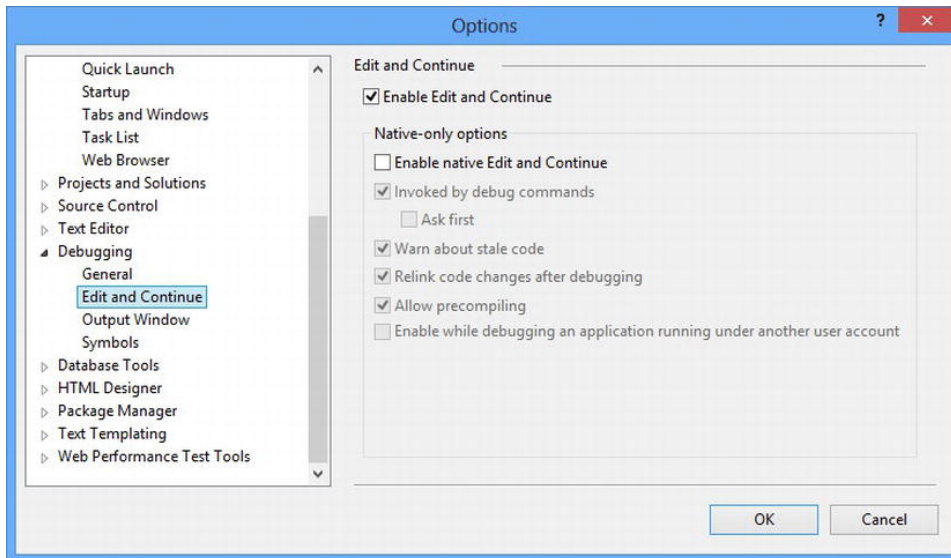 Options
?
Quick Launch
Startup
Tabs and Windows
Task List
Web Browser
Projects and Solutions
Source Control
Text Editor
Debugging
General
Edit and Continue
Output Window
Symbols
Database Tools
HTML Designer
Package Manager
Text Templating
Web Performance Test Tools
Edit and Continue
Enable Edit and Continue
Native-only options
Enable native Edit and Continue
Invoked by debug commands
Ask first
Warn about stale code
Relink code changes after debugging
Allow precompiling
Enable while debugging an application running under another user account
OK
Cancel